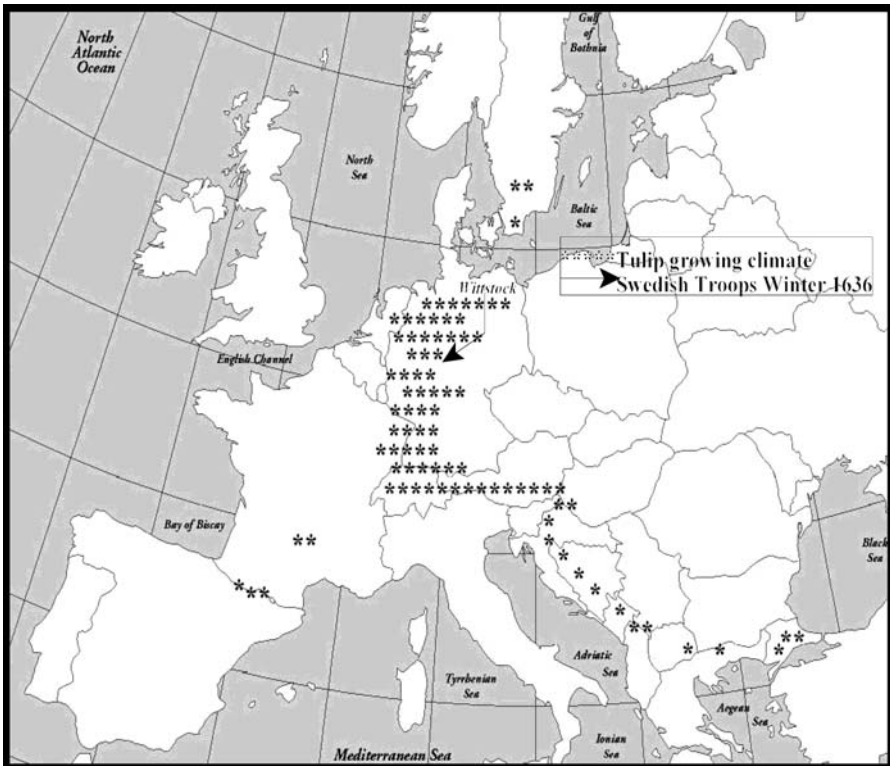 North
Atlantic
Ocean
Gulf
of
Bothnia
North
Sea
Baltic
Sea
*****Tulip growing climate
Swedish Troops Winter 1636
Wittstock
English Channel
Bay of Biscay
Black
Sea
Adriatic
Sea
Tyrrhenian
Sea
Aegean
Sea
Ionian
Sea
Mediterranean Sea